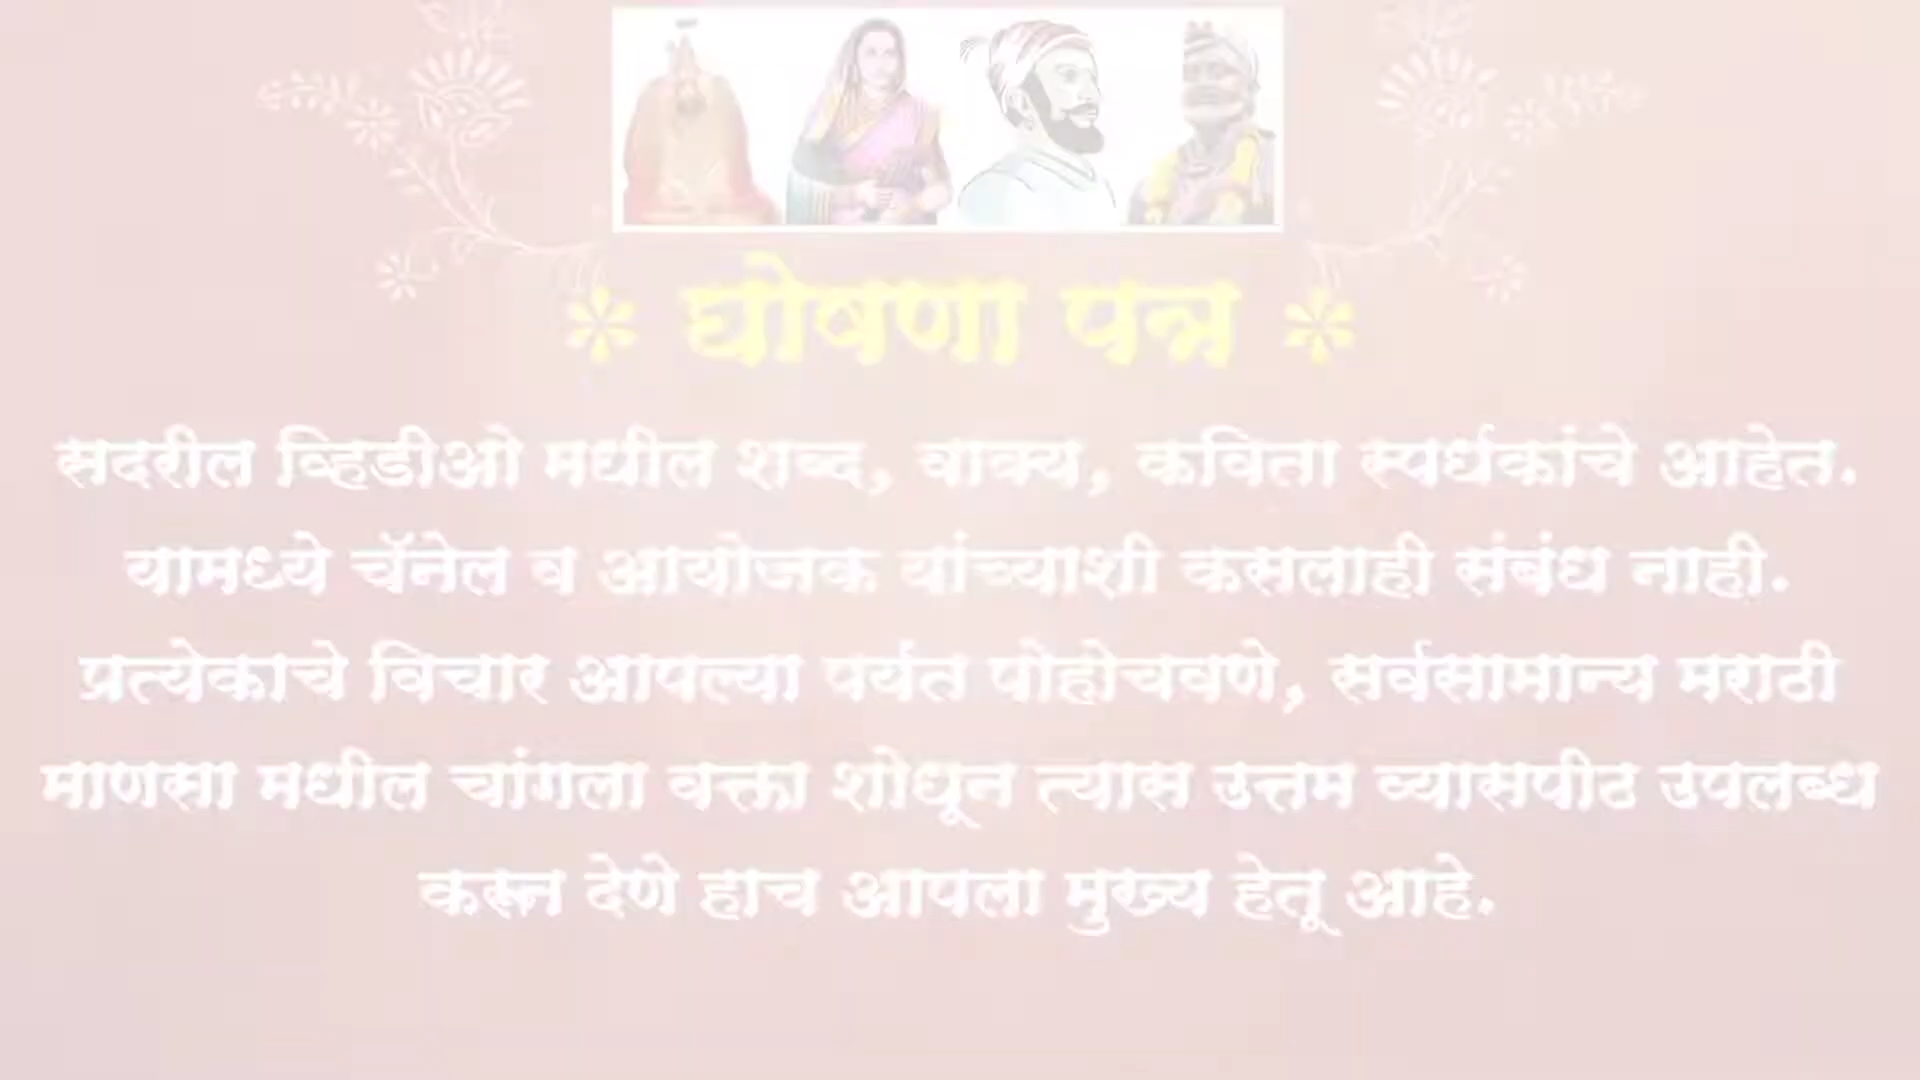 * घोषणा पत्र *
सदरील व्हिडीओ मधील शब्द, वाक्य, कविता स्पर्धकांचे आहेत.
यामध्ये चॅनेल व आयोजक यांच्याशी कसलाही संबंध नाही.
प्रत्येकाचे विचार आपल्या पर्यंत पोहोचवणे, सर्वसामान्य मराठी
माणसा मधील चांगला वक्ता शोधून त्यास उत्तम व्यासपीठ उपलब्ध
करून देणे हाच आपला मुख्य हेतू आहे.